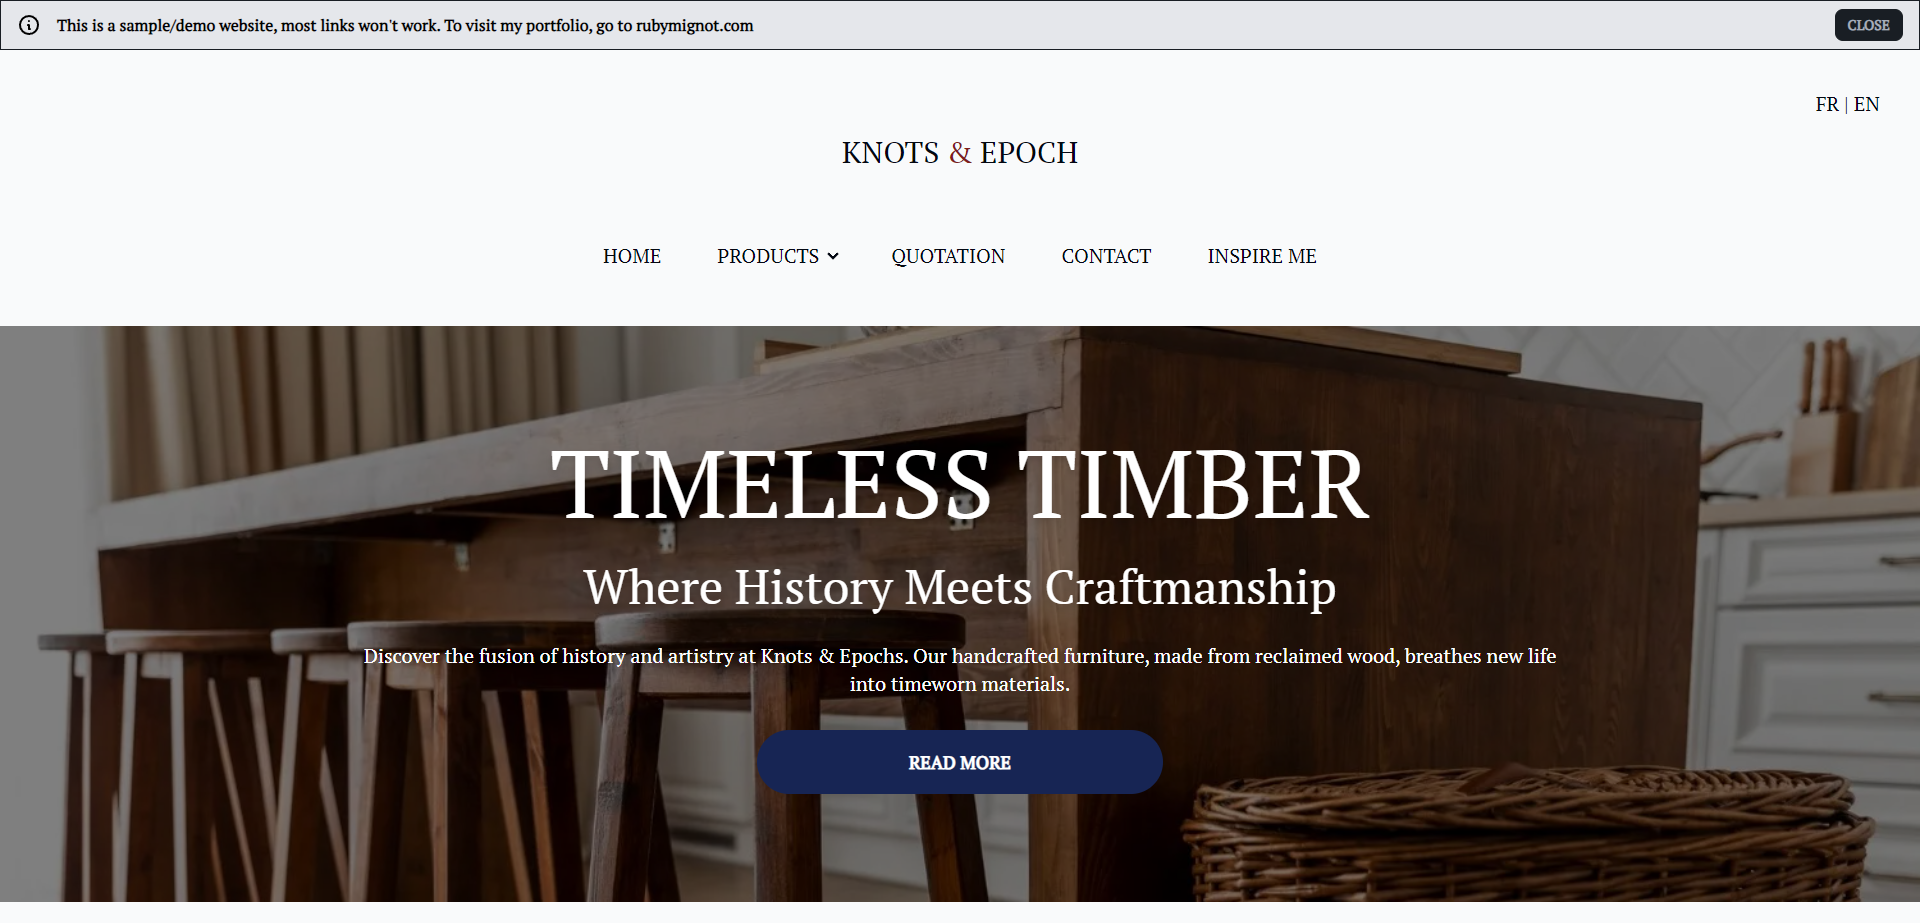 This is a sample/demo website, most links won't work. To visit my portfolio, go to rubymignot.com
CLOSE
FR | EN
KNOTS & EPOCH
HOME
PRODUCTS
QUOTATION
CONTACT
INSPIRE ME
TIMELESS TIMBER
Where History Meets Craftmanship
Discover the fusion of history and artistry at Knots & Epochs. Our handcrafted furniture, made from reclaimed wood, breathes new life
into timeworn materials.
READ MORE